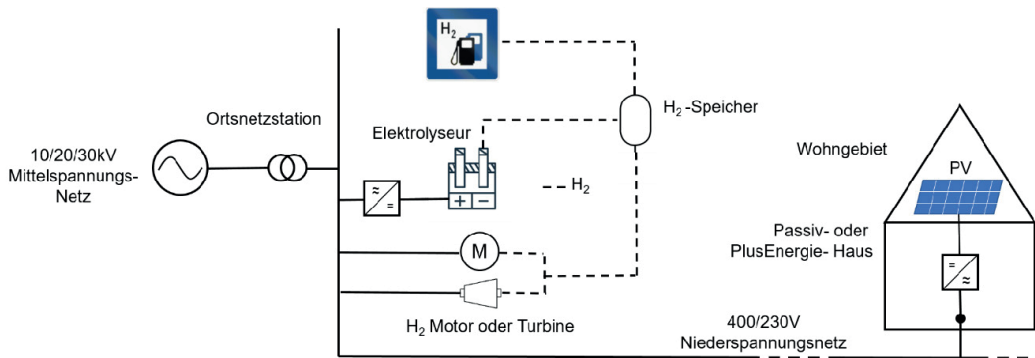 H2
Ortsnetzstation
H2-Speicher
Elektrolyseur
10/20/30kV
Mittelspannungs-
Netz
Wohngebiet
PV
H2
+ −
Passiv- oder
PlusEnergie- Haus
M
H2 Motor oder Turbine
400/230V
Niederspannungsnetz